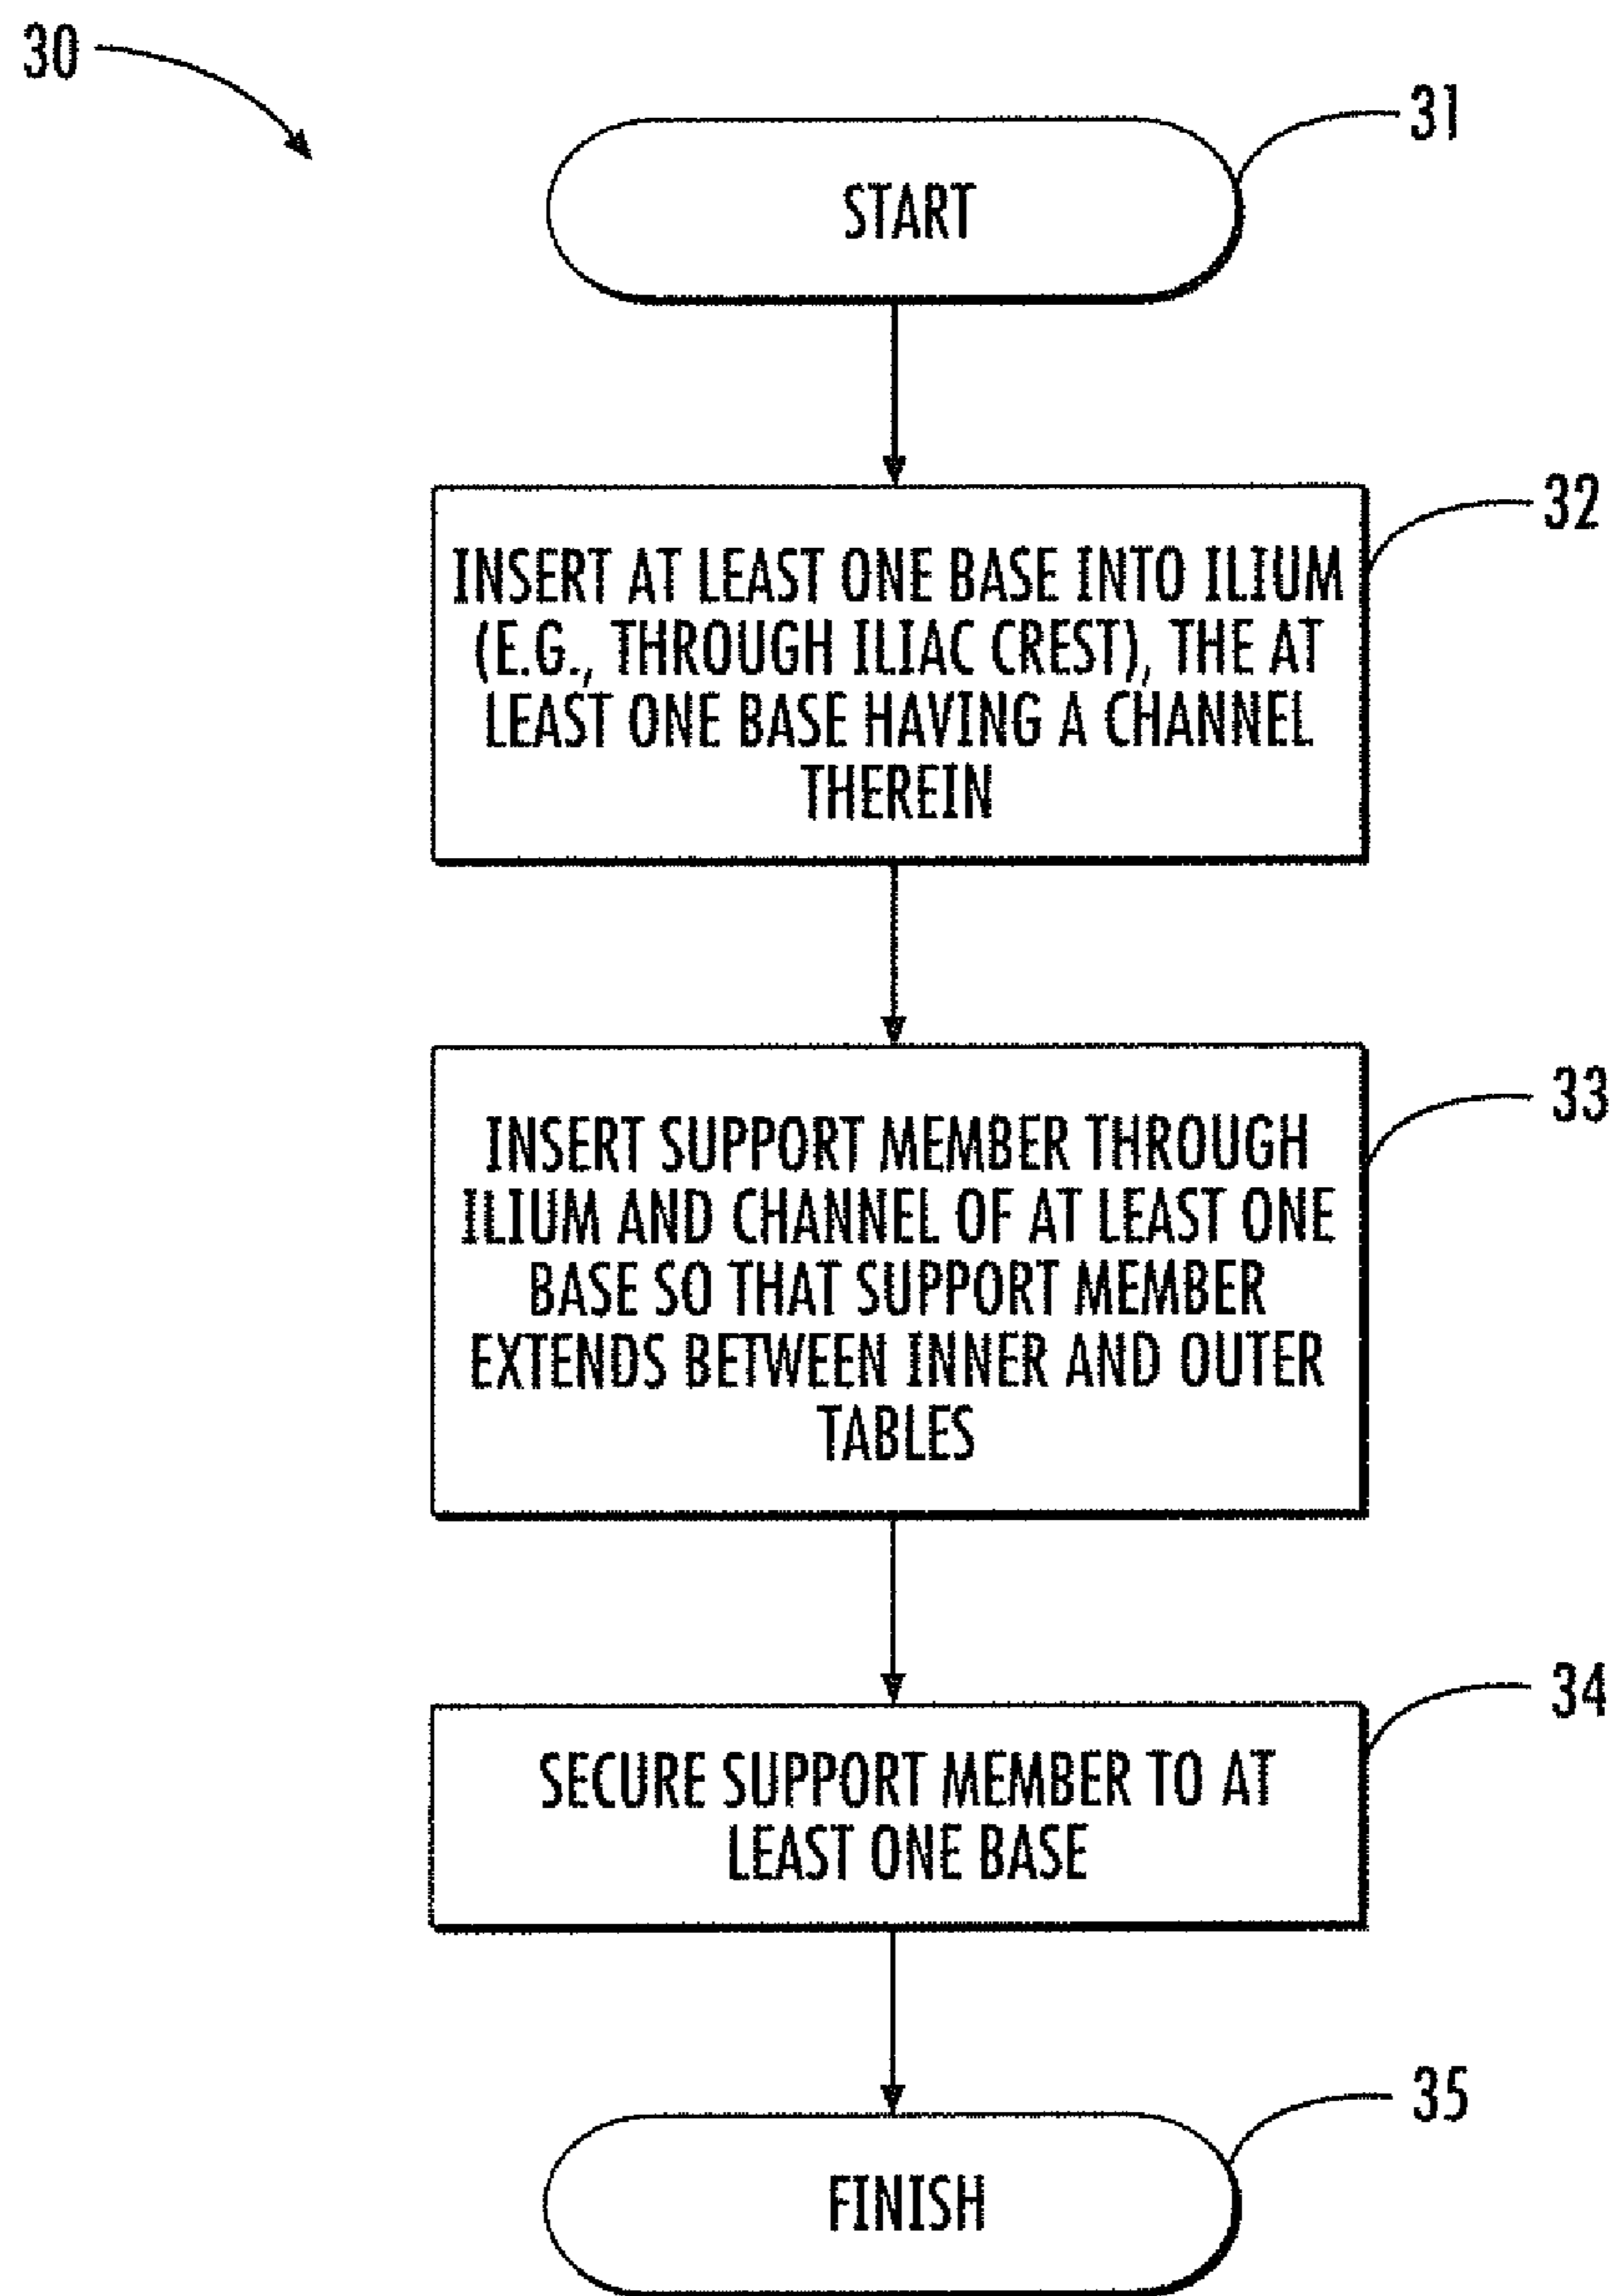 30
31
START
32
INSERT AT LEAST ONE BASE INTO ILIUM
(E.G., THROUGH ILIAC CREST), THE AT
LEAST ONE BASE HAVING A CHANNEL
THEREIN
33
INSERT SUPPORT MEMBER THROUGH
ILIUM AND CHANNEL OF AT LEAST ONE
BASE SO THAT SUPPORT MEMBER
EXTENDS BETWEEN INNER AND OUTER
TABLES
34
SECURE SUPPORT MEMBER TO AT
LEAST ONE BASE
35
FINISH